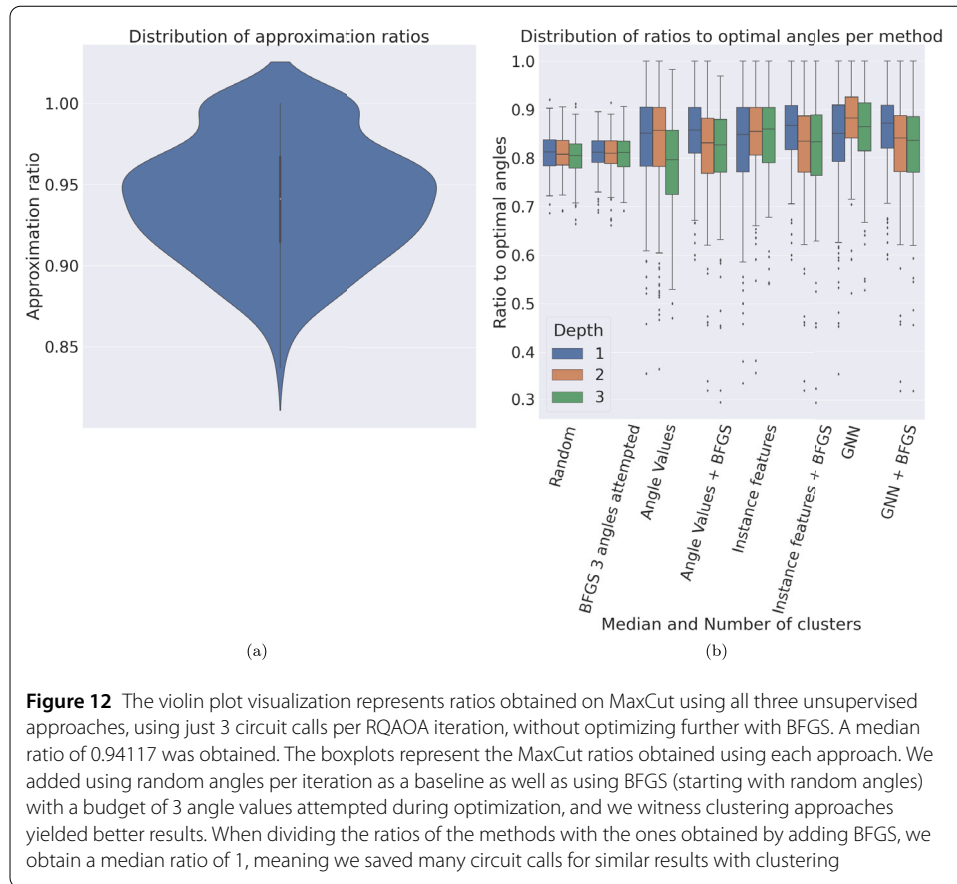 Distribution of approximation ratios
Approximation ratio
1.00
0.95
0.90
0.85
(a)
Distribution of ratios to optimal angles per method
Ratio to optimal angles
1.0
0.9
0.8
0.7
0.6
0.5
0.4
0.3
Depth
1
2
3
Random
BFGS 3 angles attempted
Angle Values
Angle Values + BFGS
Instance features
Instance features + BFGS
GNN
GNN + BFGS
Median and Number of clusters
(b)
Figure 12 The violin plot visualization represents ratios obtained on MaxCut using all three unsupervised
approaches, using just 3 circuit calls per RQAOA iteration, without optimizing further with BFGS. A median
ratio of 0.94117 was obtained. The boxplots represent the MaxCut ratios obtained using each approach. We
added using random angles per iteration as a baseline as well as using BFGS (starting with random angles)
with a budget of 3 angle values attempted during optimization, and we witness clustering approaches
yielded better results. When dividing the ratios of the methods with the ones obtained by adding BFGS, we
obtain a median ratio of 1, meaning we saved many circuit calls for similar results with clustering